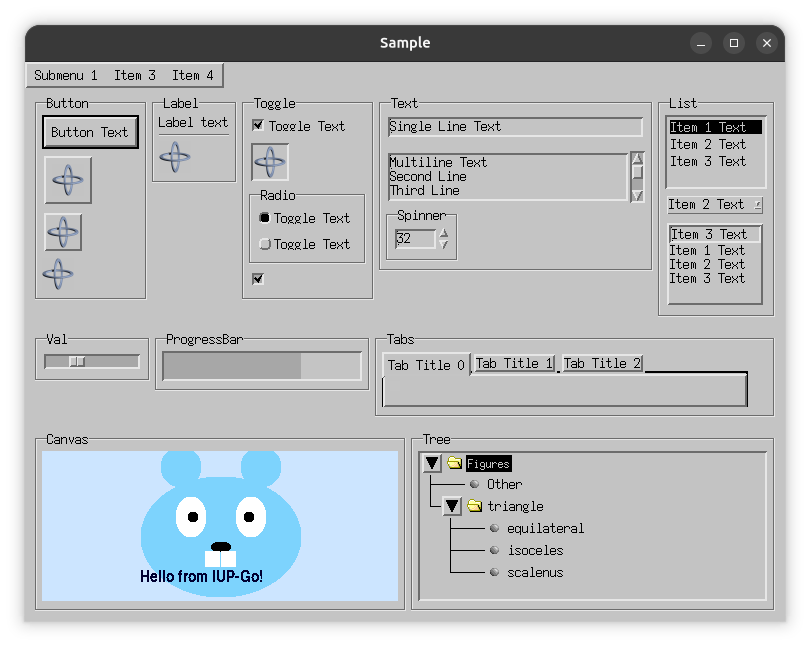 Sample
Submenu 1 Item 3 Item 4
Button
Button Text
Label
Label text
Toggle
Toggle Text
Radio
Toggle Text
Toggle Text
Text
Single Line Text
Multiline Text
Second Line
Third Line
Spinner
32
List
Item 1 Text
Item 2 Text
Item 3 Text
Item 2 Text
Item 3 Text
Item 1 Text
Item 2 Text
Item 3 Text
Val
ProgressBar
Tabs
Tab Title 0 Tab Title 1 Tab Title 2
Canvas
Hello from IUP-Go!
Tree
Figures
Other
triangle
equilateral
isoceles
scalenus